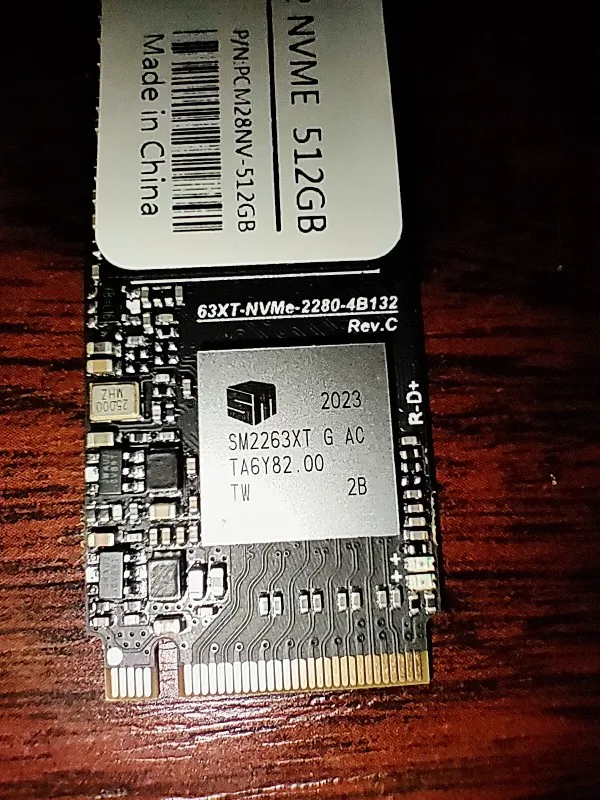 NVME 512GB
P/N:PCM28NV-512GB
Made in China
63XT-NVMe-2280-4B132
Rev.C
25000
MHZ
SM
2023
SM2263XT G AC
TA6Y82.00
TW 2B
R-D+
++